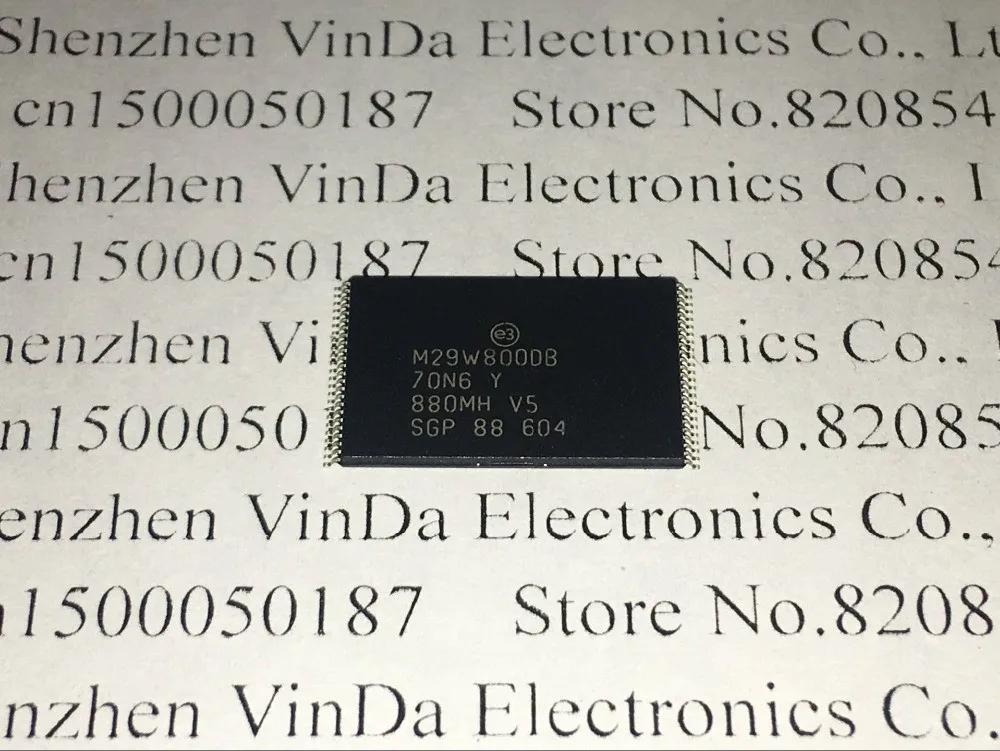 Shenzhen VinDa Electronics Co., Lt
cn1500050187 Store No.820854
henzhen VinDa Electronics Co., L
cn1500050187 Store No.820854
henzhen Vi nics Co.,
n1500050 No.82085
enzhen VinDa Electronics Co.,
n1500050187 Store No.8208
nzhen VinDa Electronics Co.
e3
M29W800DB
70N6 Y
880MH V5
SGP 88 604